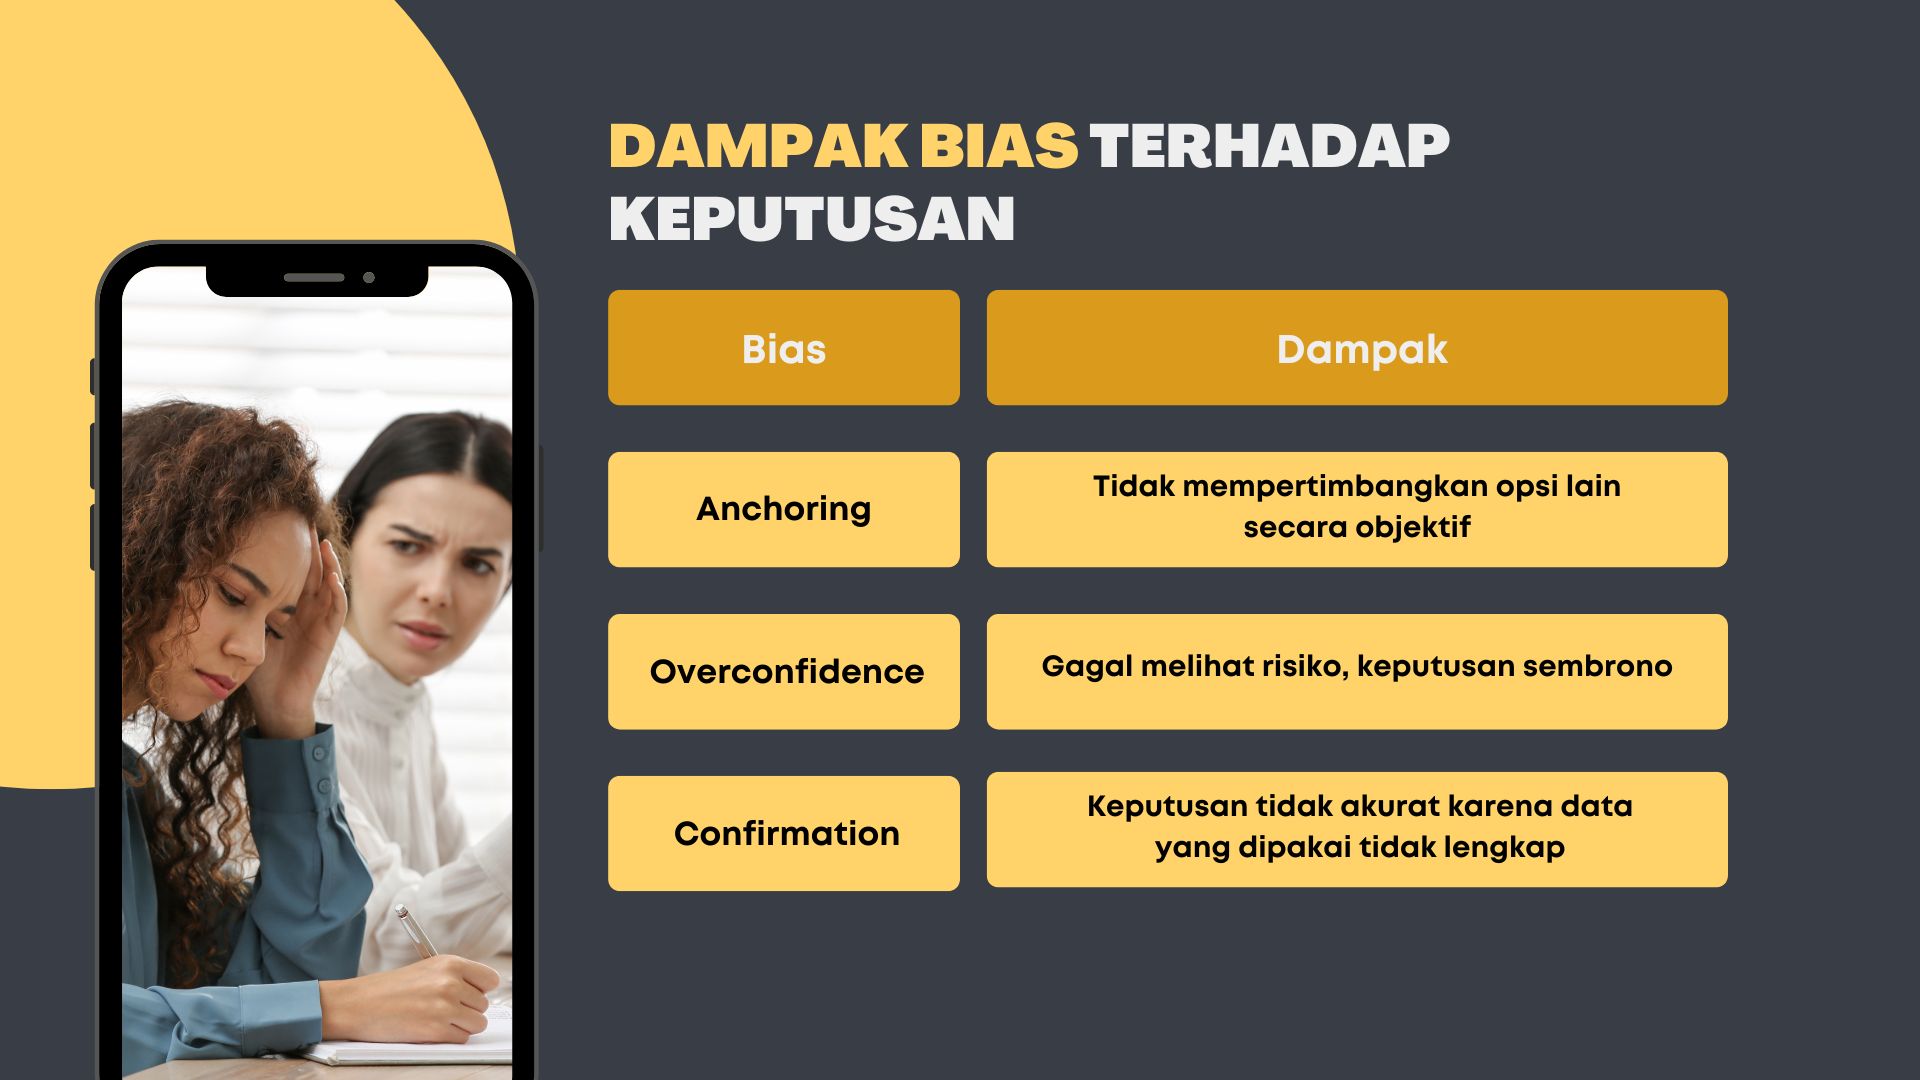 DAMPAK BIAS TERHADAP
KEPUTUSAN
Bias
Dampak
Anchoring
Tidak mempertimbangkan opsi lain
secara objektif
Overconfidence
Gagal melihat risiko, keputusan sembrono
Confirmation
Keputusan tidak akurat karena data
yang dipakai tidak lengkap